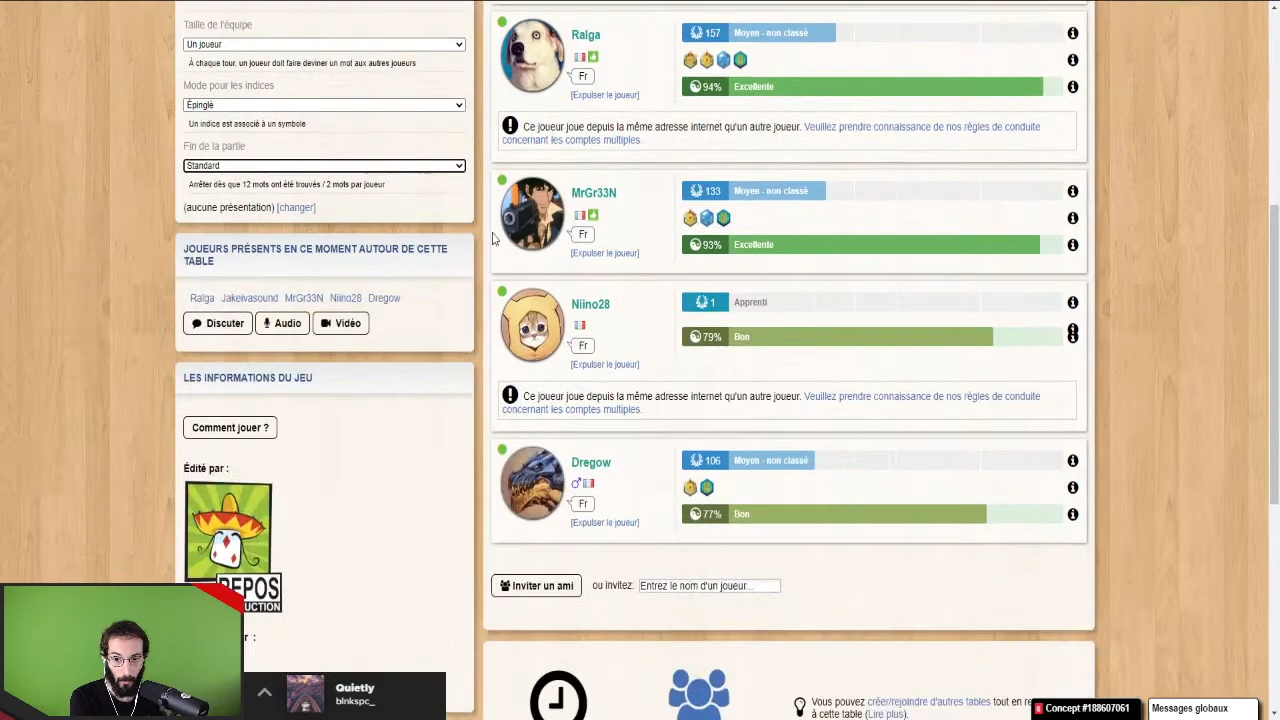 Taille de l'équipe
Un joueur
À chaque tour, un joueur doit faire deviner un mot aux autres joueurs
Mode pour les indices
Épinglé
Un indice est associé à un symbole
Fin de la partie
Standard
Arrêter dès que 12 mots ont été trouvés / 2 mots par joueur
(aucune présentation) [changer]
JOUEURS PRÉSENTS EN CE MOMENT AUTOUR DE CETTE
TABLE
Ralga Jakeivasound MrGr33N Niino28 Dregow
Discuter Audio Vidéo
LES INFORMATIONS DU JEU
Comment jouer ?
Édité par :
REPOS
UCTION
r :
Quietly
blnkspc_
Ralga
Fr
[Expulser le joueur]
157 Moyen - non classé
94% Excellente
Ce joueur joue depuis la même adresse internet qu'un autre joueur. Veuillez prendre connaissance de nos règles de conduite
concernant les comptes multiples.
MrGr33N
Fr
[Expulser le joueur]
133 Moyen - non classé
93% Excellente
Niino28
Fr
[Expulser le joueur]
1 Apprenti
79% Bon
Ce joueur joue depuis la même adresse internet qu'un autre joueur. Veuillez prendre connaissance de nos règles de conduite
concernant les comptes multiples.
Dregow
Fr
[Expulser le joueur]
106 Moyen - non classé
77% Bon
Inviter un ami ou invitez: Entrez le nom d'un joueur...
Vous pouvez créer/rejoindre d'autres tables tout en re
à cette table (Lire plus).
Concept #188607061
Messages globaux